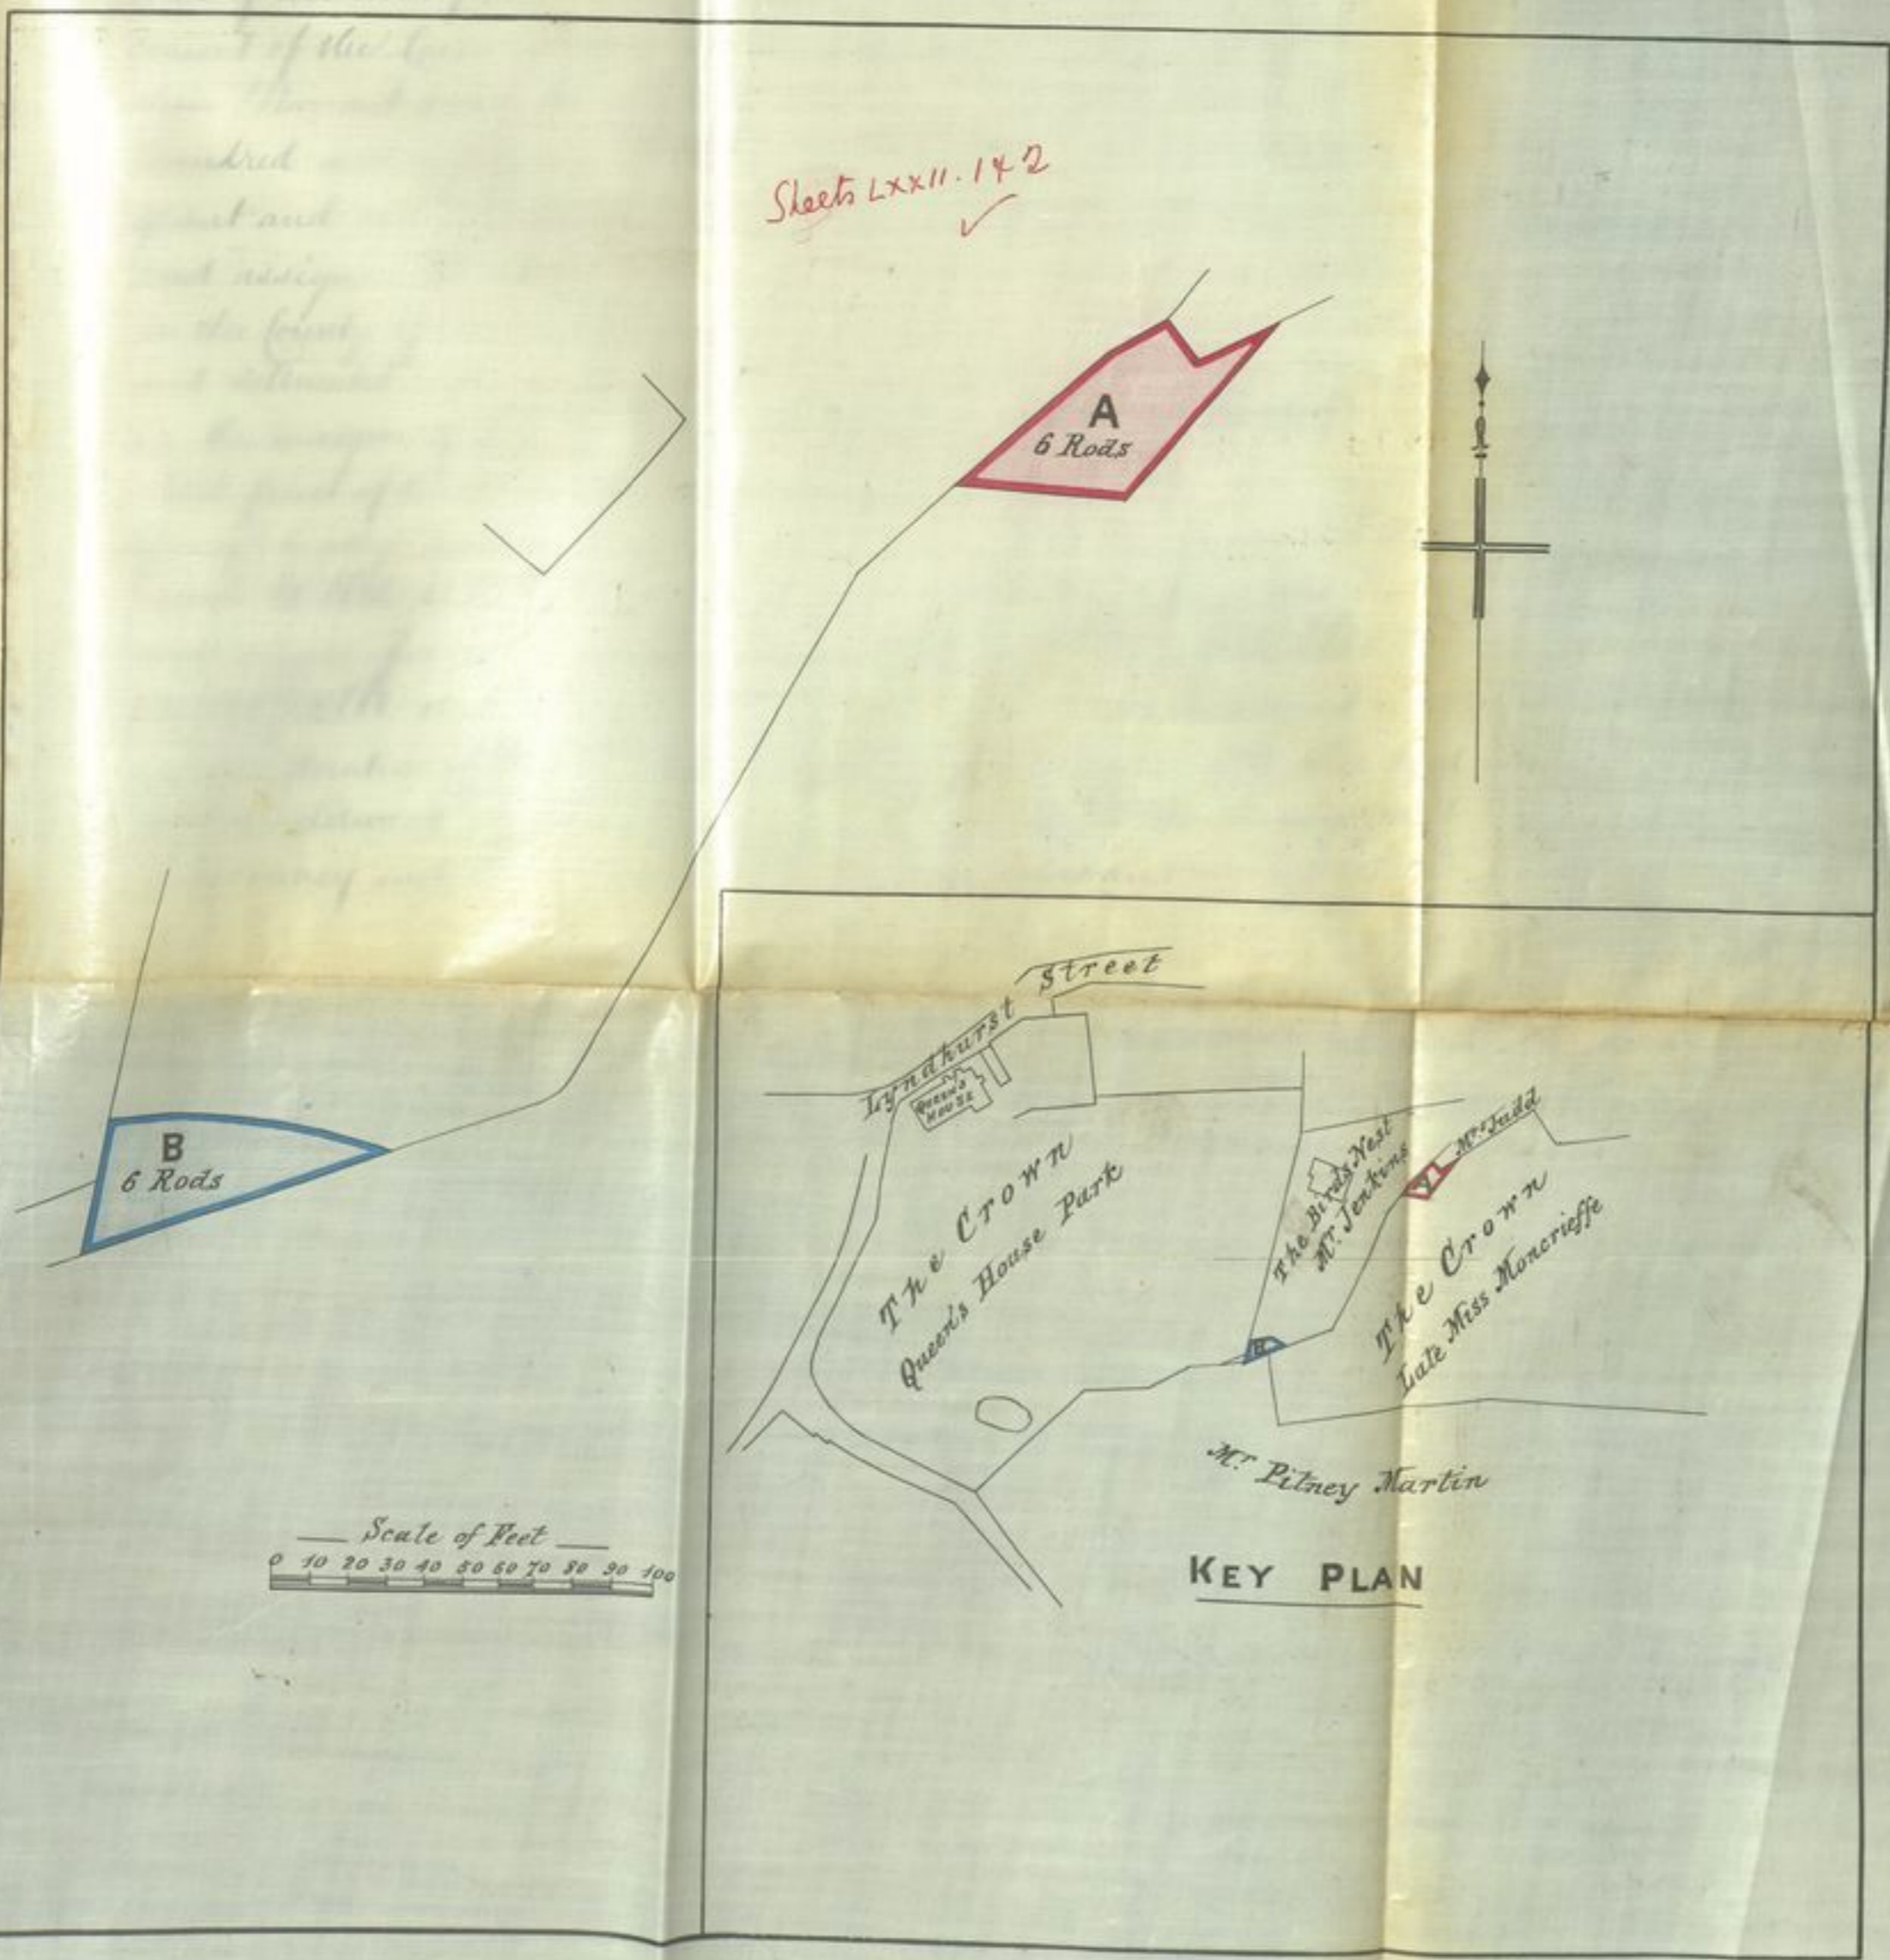 Sheets LXXII. 1 & 2
A
6 Rods
B
6 Rods
Scale of Feet
0 10 20 30 40 50 60 70 80 90 100
Lyndhurst Street
QUEEN'S
HOUSE
The Crown
Queen's House Park
The Birds Nest
Mr. Jenkins
Mrs. Judd
A
The Crown
Late Miss Moncrieffe
B
Mr. Pitney Martin
KEY PLAN